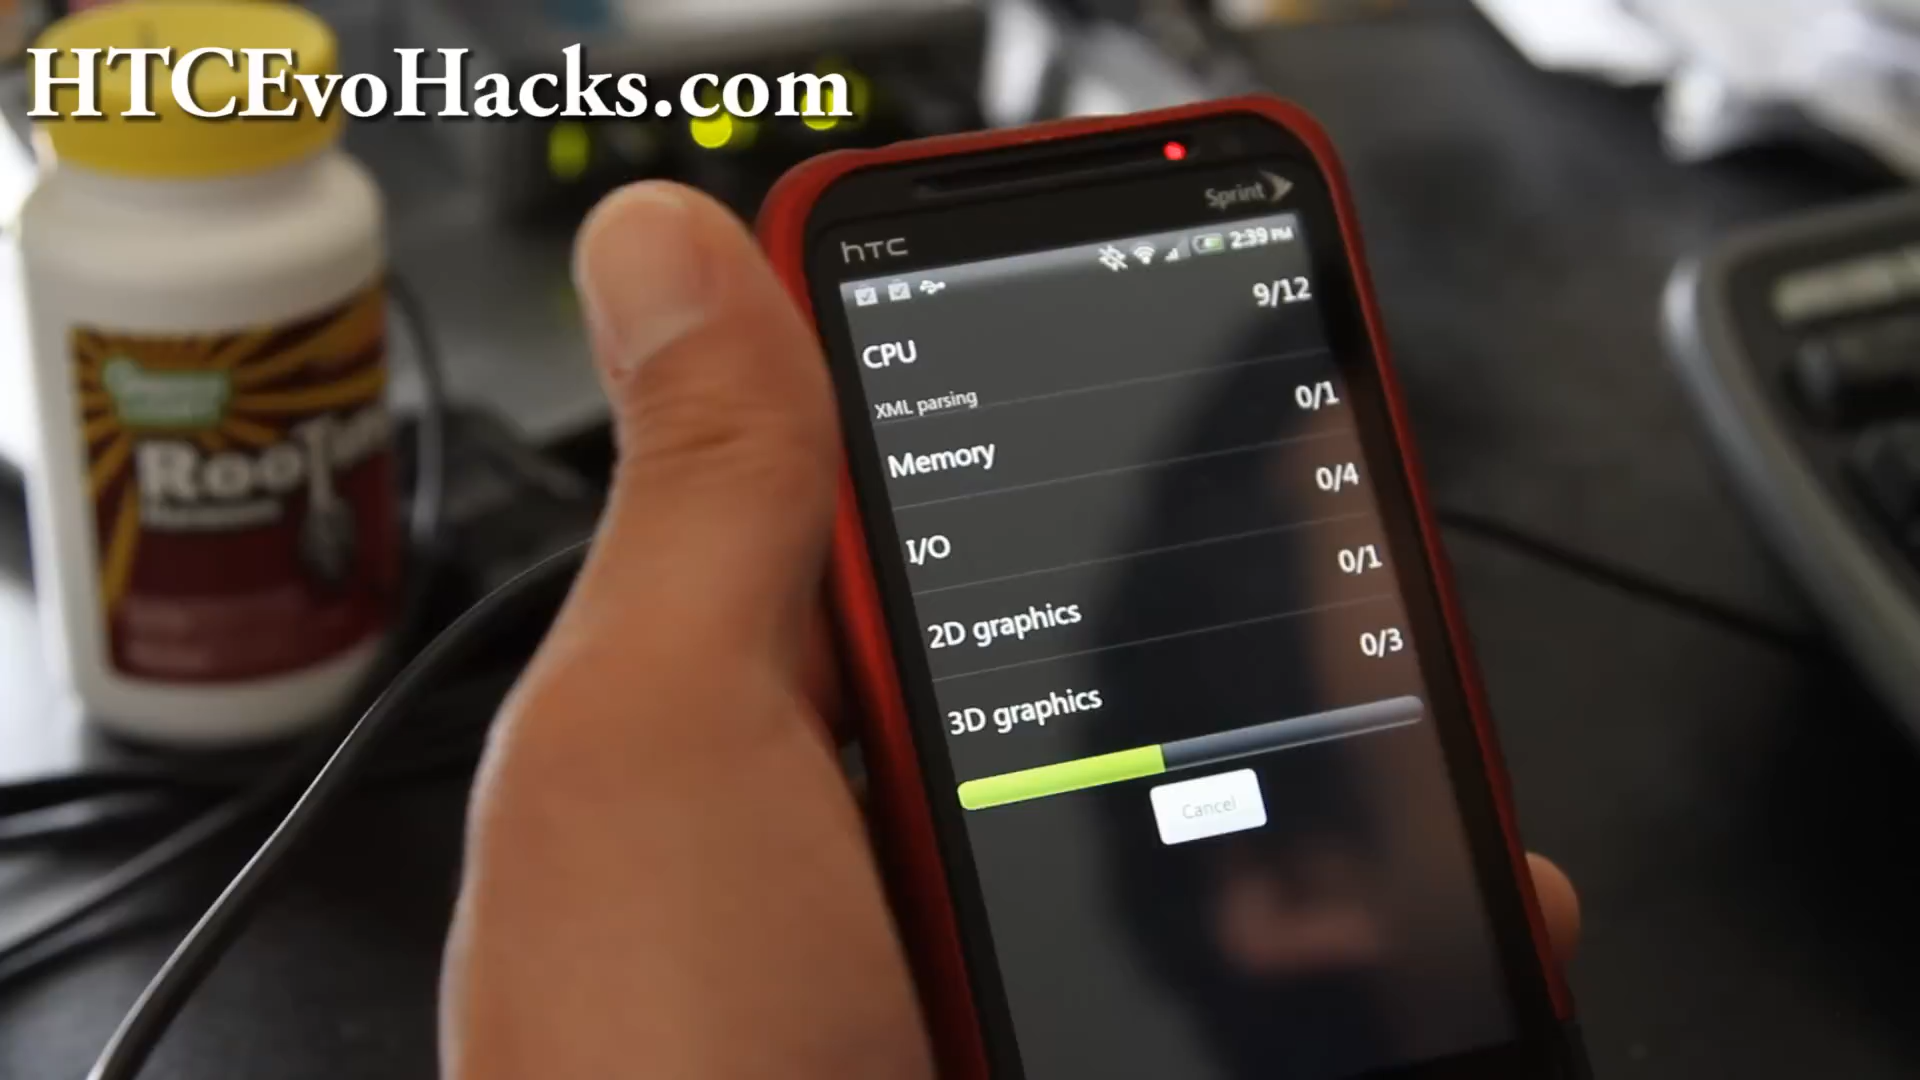 HTCEvoHacks.com
Sprint
hTC
2:39 PM
9/12
CPU
XML parsing
0/1
Memory
0/4
I/O
0/1
2D graphics
0/3
3D graphics
Cancel